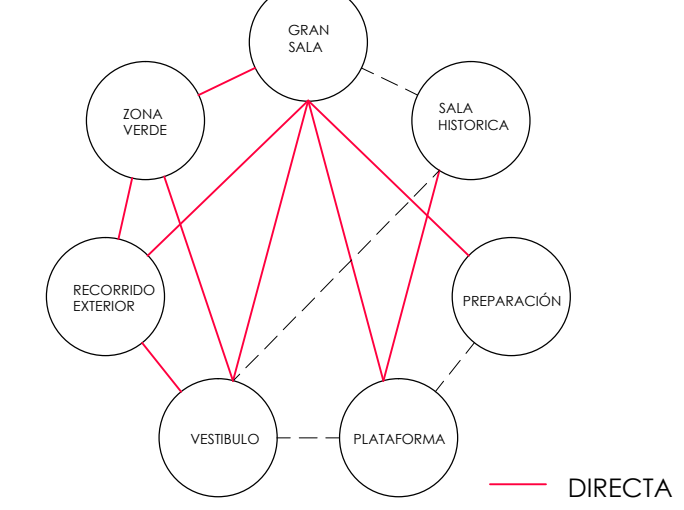 GRAN
SALA
ZONA
VERDE
SALA
HISTORICA
RECORRIDO
EXTERIOR
PREPARACIÓN
VESTIBULO
PLATAFORMA
DIRECTA